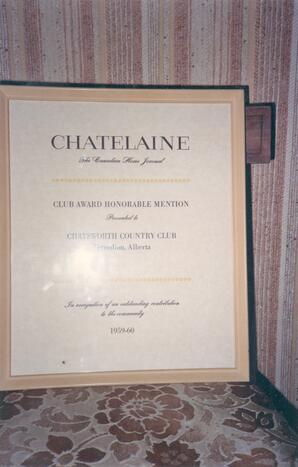 CHATELAINE
The Canadian Home Journal
CLUB AWARD HONORABLE MENTION
Presented to
CHATSWORTH COUNTRY CLUB
Alberta
In recognition of an outstanding contribution
to the community
1959-60